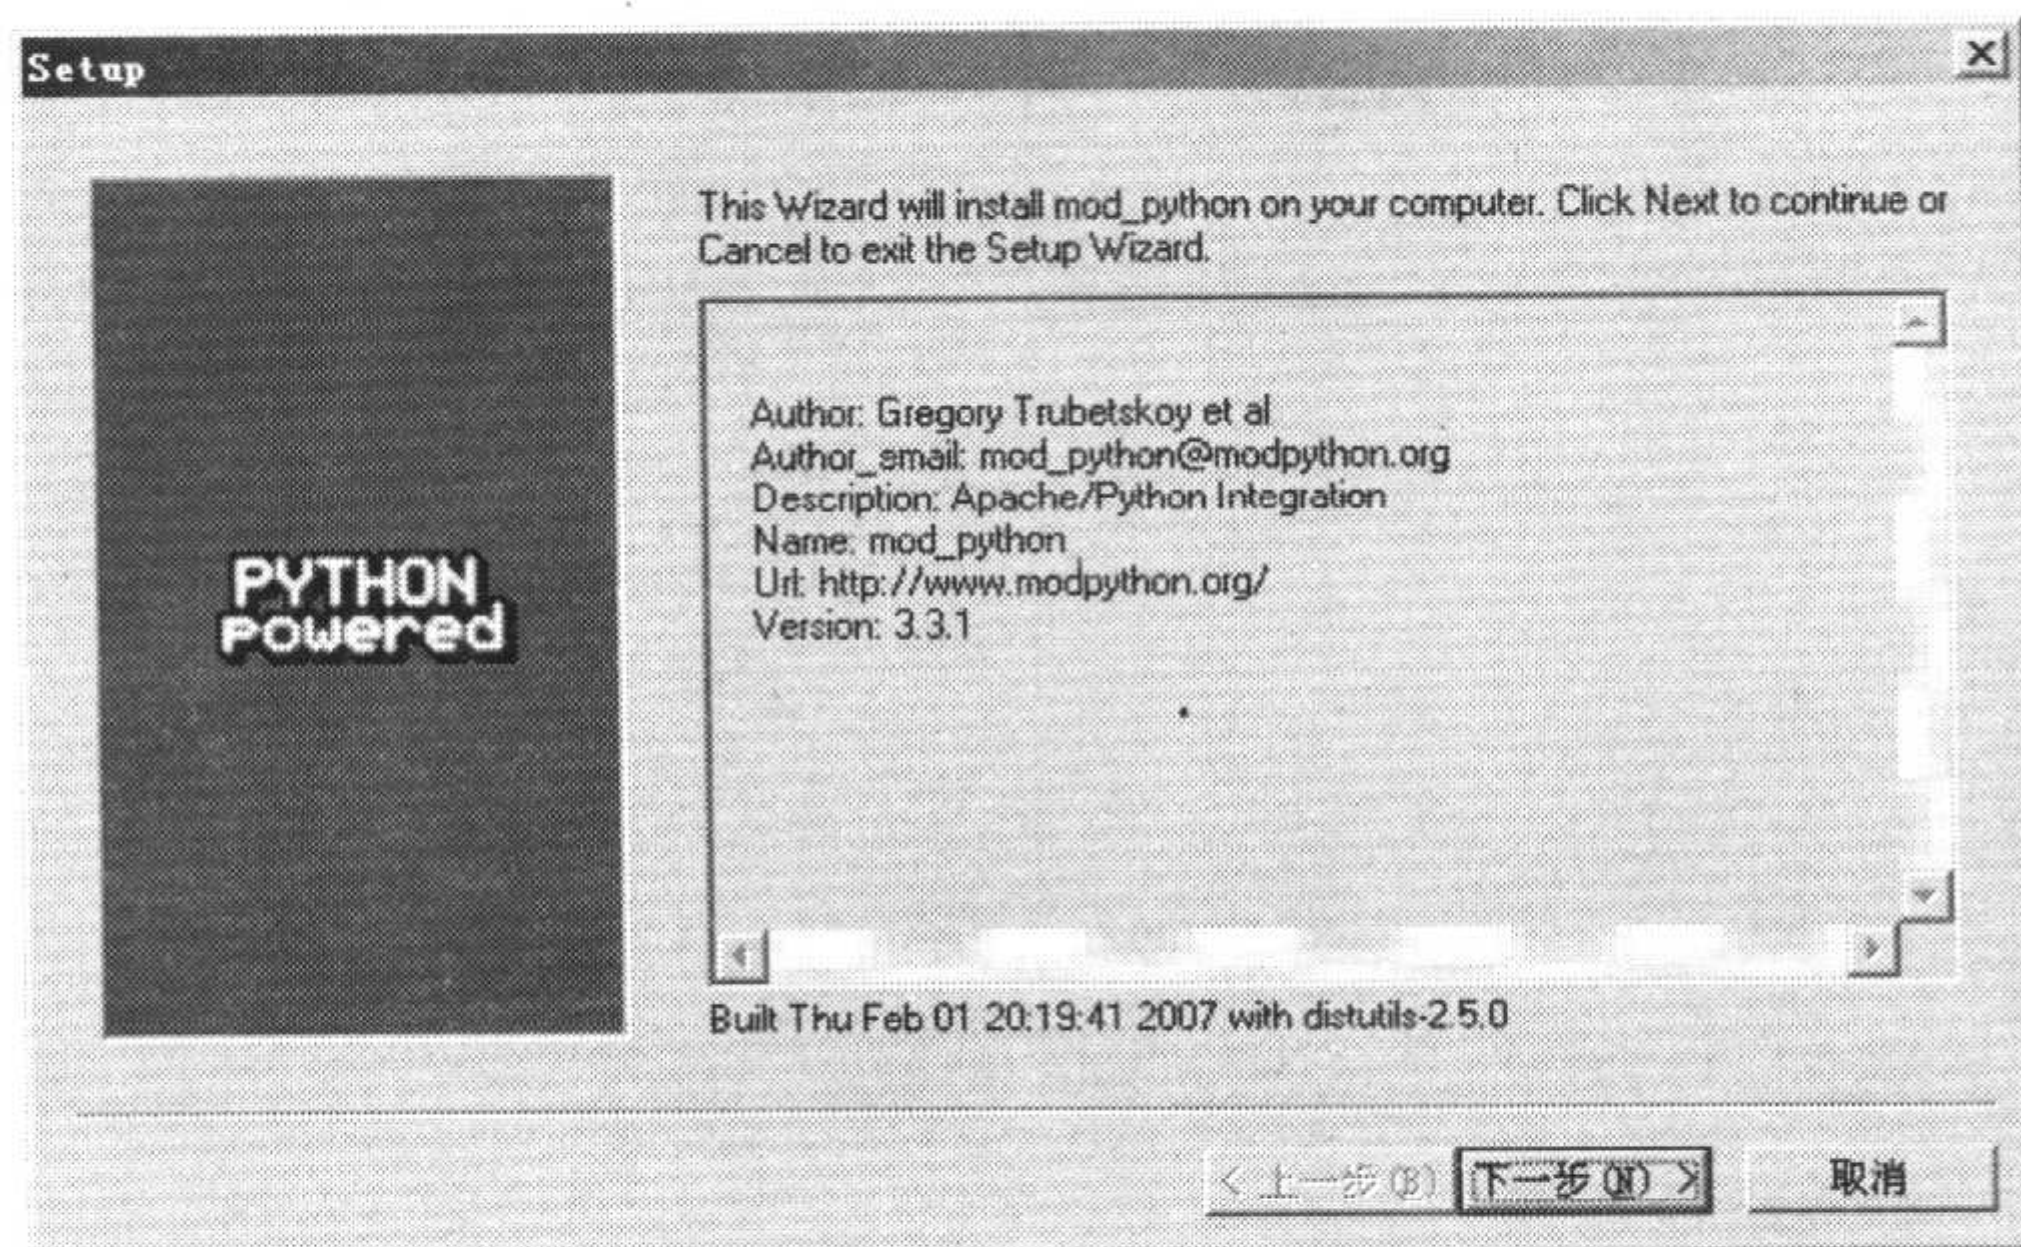 Setup
This Wizard will install mod_python on your computer. Click Next to continue or
Cancel to exit the Setup Wizard.
Author: Gregory Trubetskoy et al
Author_email: mod_python@modpython.org
Description: Apache/Python Integration
Name: mod_python
Url: http://www.modpython.org/
Version: 3.3.1
PYTHON
powered
Built Thu Feb 01 20:19:41 2007 with distutils-2.5.0
< 上一步(B) 下一步(N) > 取消